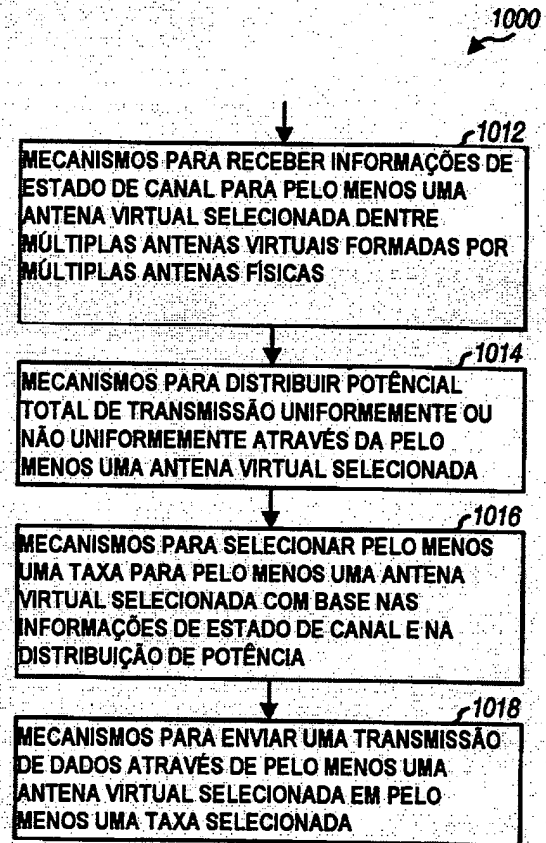 1000
1012
MECANISMOS PARA RECEBER INFORMAÇÕES DE
ESTADO DE CANAL PARA PELO MENOS UMA
ANTENA VIRTUAL SELECIONADA DENTRE
MÚLTIPLAS ANTENAS VIRTUAIS FORMADAS POR
MÚLTIPLAS ANTENAS FÍSICAS
1014
MECANISMOS PARA DISTRIBUIR POTÊNCIAL
TOTAL DE TRANSMISSÃO UNIFORMEMENTE OU
NÃO UNIFORMEMENTE ATRAVÉS DA PELO
MENOS UMA ANTENA VIRTUAL SELECIONADA
1016
MECANISMOS PARA SELECIONAR PELO MENOS
UMA TAXA PARA PELO MENOS UMA ANTENA
VIRTUAL SELECIONADA COM BASE NAS
INFORMAÇÕES DE ESTADO DE CANAL E NA
DISTRIBUIÇÃO DE POTÊNCIA
1018
MECANISMOS PARA ENVIAR UMA TRANSMISSÃO
DE DADOS ATRAVÉS DE PELO MENOS UMA
ANTENA VIRTUAL SELECIONADA EM PELO
MENOS UMA TAXA SELECIONADA